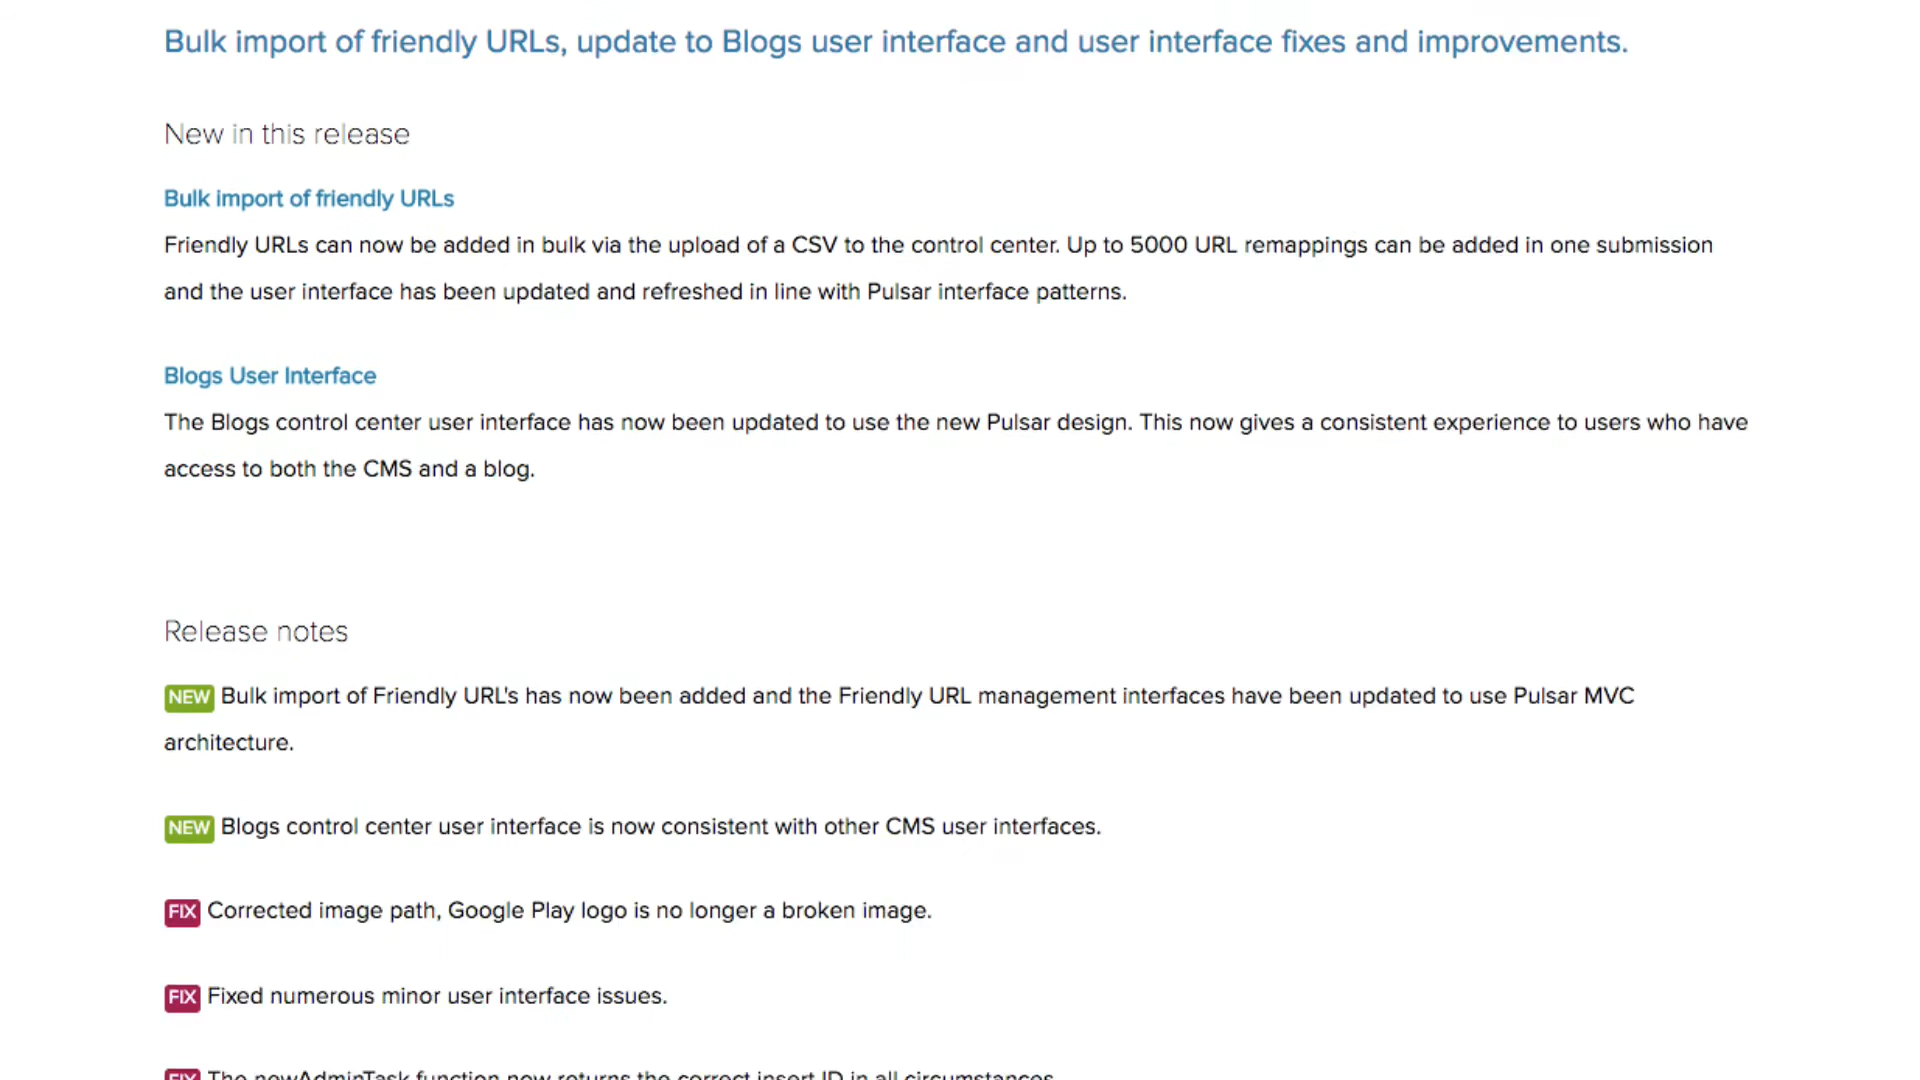 Bulk import of friendly URLs, update to Blogs user interface and user interface fixes and improvements.
New in this release
Bulk import of friendly URLs
Friendly URLs can now be added in bulk via the upload of a CSV to the control center. Up to 5000 URL remappings can be added in one submission
and the user interface has been updated and refreshed in line with Pulsar interface patterns.
Blogs User Interface
The Blogs control center user interface has now been updated to use the new Pulsar design. This now gives a consistent experience to users who have
access to both the CMS and a blog.
Release notes
NEW Bulk import of Friendly URL's has now been added and the Friendly URL management interfaces have been updated to use Pulsar MVC
architecture.
NEW Blogs control center user interface is now consistent with other CMS user interfaces.
FIX Corrected image path, Google Play logo is no longer a broken image.
FIX Fixed numerous minor user interface issues.
FIX The newAdminTask function now returns the correct insert ID in all circumstances.